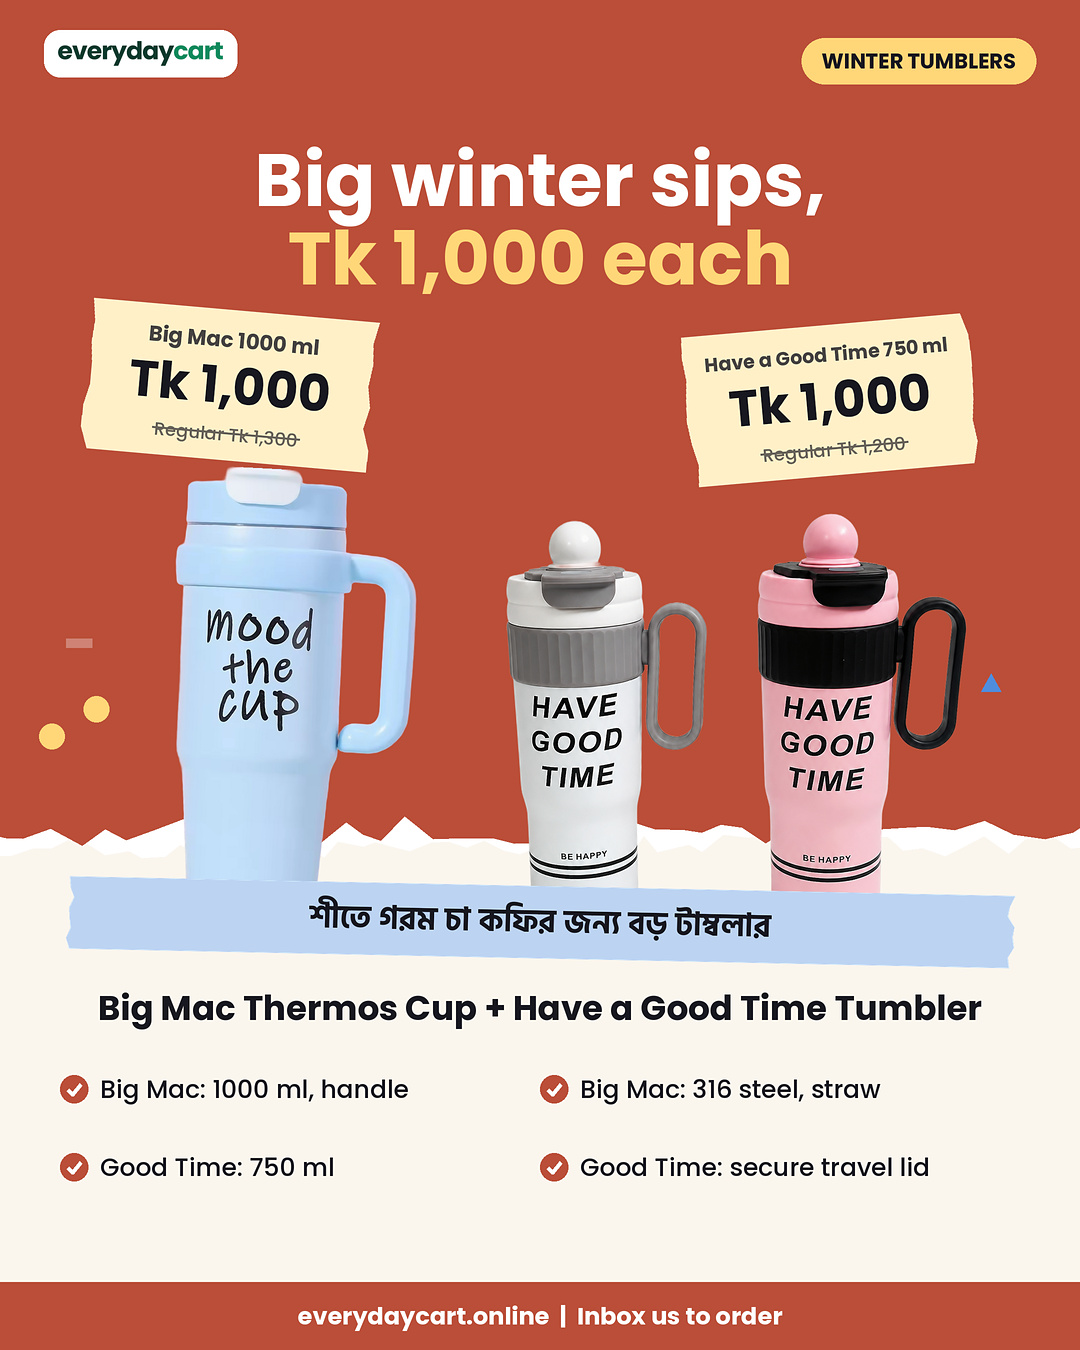 everydaycart
WINTER TUMBLERS
Big winter sips,
Tk 1,000 each
Big Mac 1000 ml
Tk 1,000
Regular Tk 1,300
Have a Good Time 750 ml
Tk 1,000
Regular Tk 1,200
mood
the
cup
HAVE
GOOD
TIME
BE HAPPY
HAVE
GOOD
TIME
BE HAPPY
শীতে গরম চা কফির জন্য বড় টাম্বলার
Big Mac Thermos Cup + Have a Good Time Tumbler
Big Mac: 1000 ml, handle
Big Mac: 316 steel, straw
Good Time: 750 ml
Good Time: secure travel lid
everydaycart.online | Inbox us to order